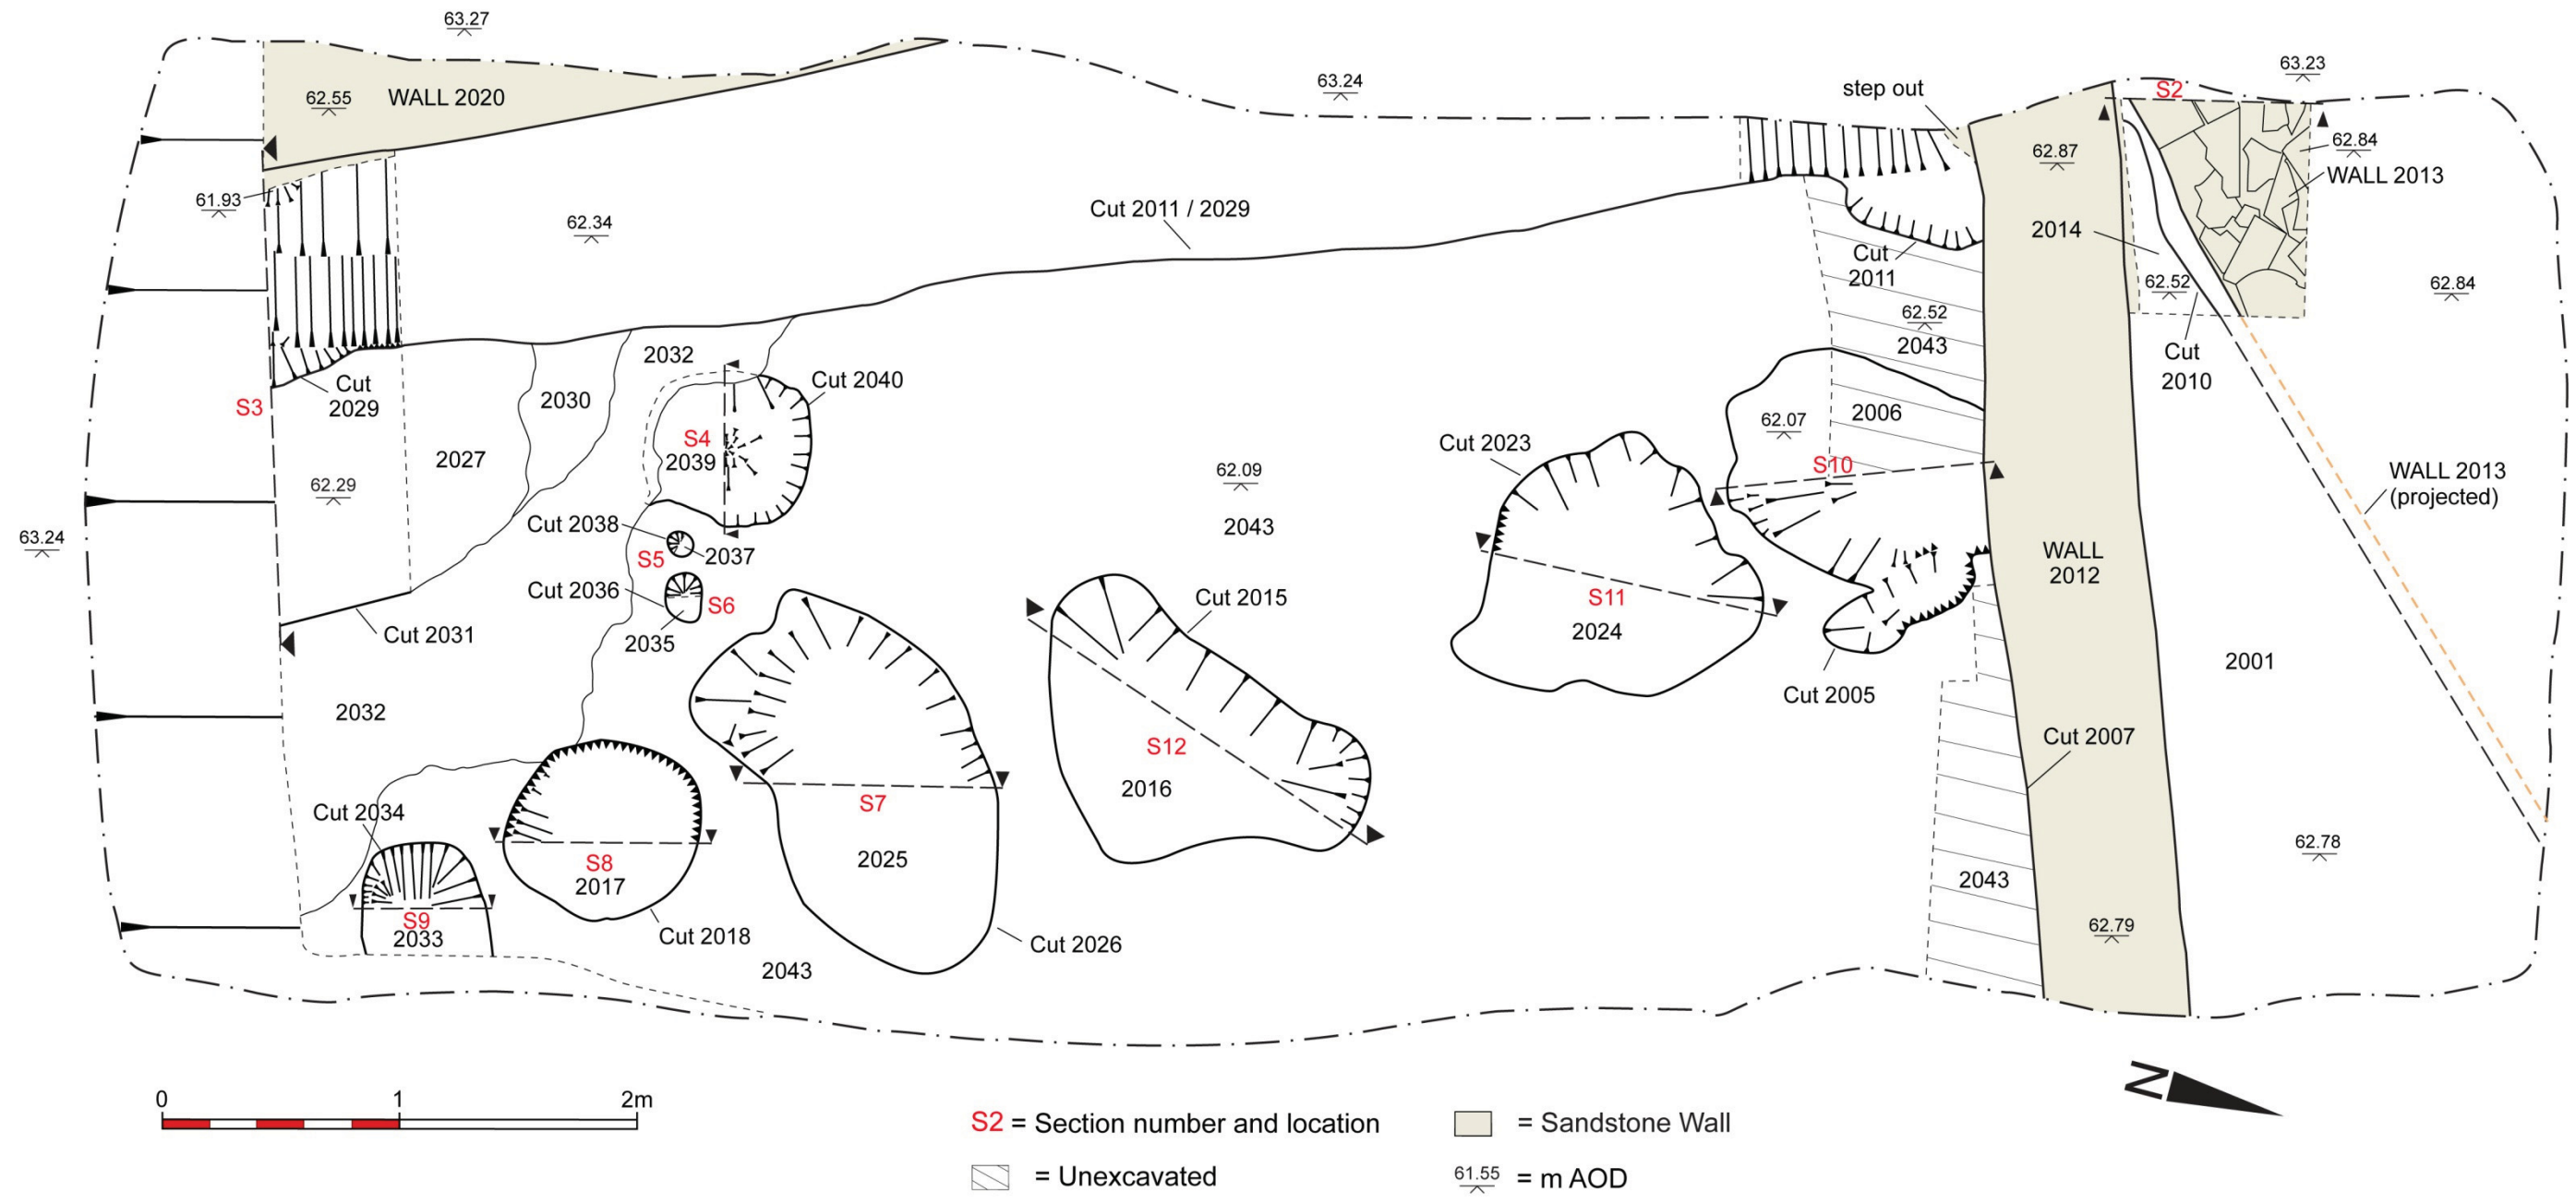 63.27
63.24
step out
63.23
S2
62.55
WALL 2020
62.87
62.84
WALL 2013
61.93
62.34
Cut 2011 / 2029
2014
Cut
2011
62.52
62.84
62.52
2043
2032
Cut
2010
Cut
2029
S3
2030
Cut 2040
2006
62.07
Cut 2023
S4
2039
2027
62.29
62.09
2043
S10
WALL 2013
(projected)
63.24
Cut 2038
S5
2037
Cut 2036
S6
2035
Cut 2031
WALL
2012
Cut 2015
S11
2024
2001
Cut 2005
2032
S12
2016
Cut 2007
Cut 2034
S7
2025
S8
2017
62.78
2043
S9
2033
Cut 2018
Cut 2026
2043
62.79
N
0
1
2m
S2 = Section number and location
= Sandstone Wall
= Unexcavated
61.55 = m AOD